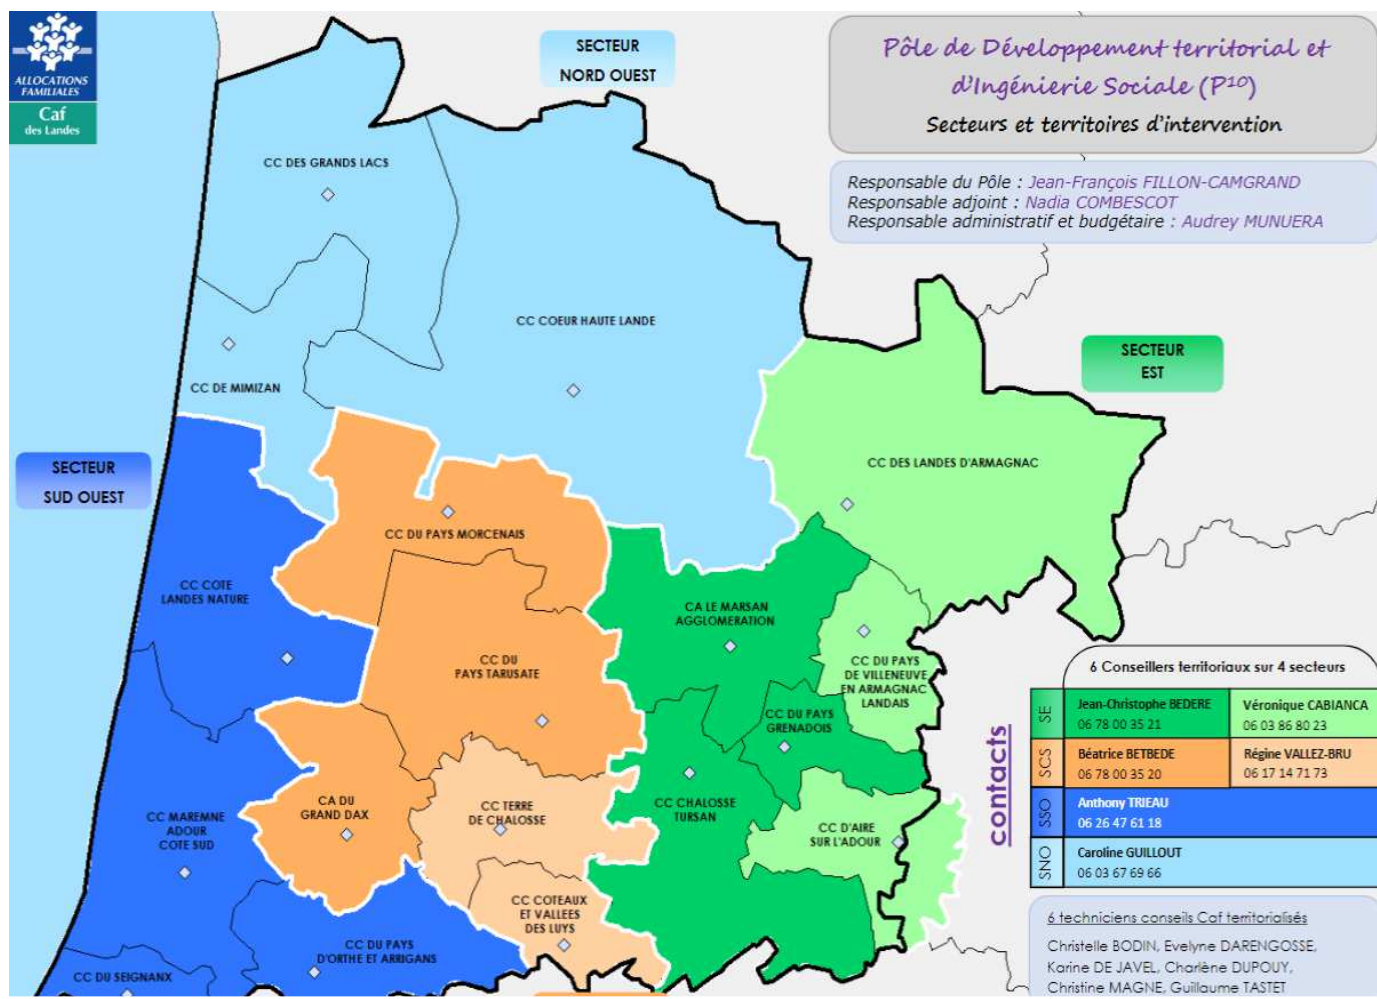 ALLOCATIONS
FAMILIALES
Caf
des Landes
SECTEUR
NORD OUEST
Pôle de Développement territorial et
d'Ingénierie Sociale (P¹⁰)
Secteurs et territoires d'intervention
Responsable du Pôle : Jean-François FILLON-CAMGRAND
Responsable adjoint : Nadia COMBESCOT
Responsable administratif et budgétaire : Audrey MUNUERA
CC DES GRANDS LACS
CC COEUR HAUTE LANDE
CC DE MIMIZAN
SECTEUR
EST
SECTEUR
SUD OUEST
CC DES LANDES D'ARMAGNAC
CC DU PAYS MORCENAIS
CC COTE
LANDES NATURE
CA LE MARSAN
AGGLOMERATION
CC DU
PAYS TARUSATE
CC DU PAYS
DE VILLENEUVE
EN ARMAGNAC
LANDAIS
CC DU PAYS
GRENADOIS
CA DU
GRAND DAX
CC TERRE
DE CHALOSSE
CC CHALOSSE
TURSAN
CC MAREMNE
ADOUR
COTE SUD
CC D'AIRE
SUR L'ADOUR
CC COTEAUX
ET VALLEES
DES LUYS
CC DU PAYS
D'ORTHE ET ARRIGANS
CC DU SEIGNANX
contacts
6 Conseillers territoriaux sur 4 secteurs
SE
Jean-Christophe BEDERE
06 78 00 35 21
Véronique CABIANCA
06 03 86 80 23
SCS
Béatrice BETBEDE
06 78 00 35 20
Régine VALLEZ-BRU
06 17 14 71 73
SSO
Anthony TRIEAU
06 26 47 61 18
SNO
Caroline GUILLOUT
06 03 67 69 66
6 techniciens conseils Caf territorialisés
Christelle BODIN, Evelyne DARENGOSSE,
Karine DE JAVEL, Charlène DUPOUY,
Christine MAGNE, Guillaume TASTET